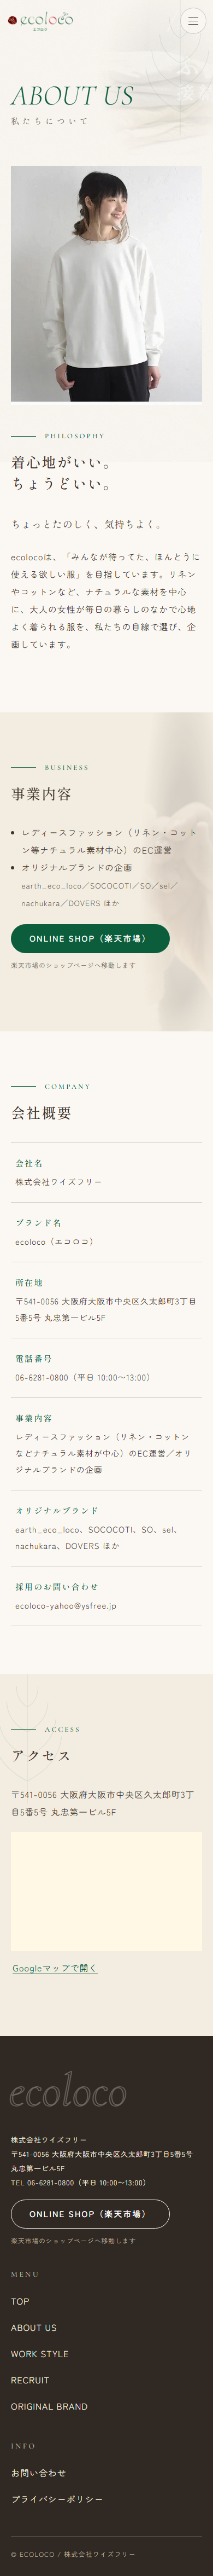 ecoloco
エコロコ
ABOUT US
私たちについて
PHILOSOPHY
着心地がいい。
ちょうどいい。
ちょっとたのしく、気持ちよく。
ecolocoは、「みんなが待ってた、ほんとうに
使える欲しい服」を目指しています。リネン
やコットンなど、ナチュラルな素材を中心
に、大人の女性が毎日の暮らしのなかで心地
よく着られる服を、私たちの目線で選び、企
画しています。
BUSINESS
事業内容
• レディースファッション（リネン・コット
ン等ナチュラル素材中心）のEC運営
• オリジナルブランドの企画
earth_eco_loco／SOCOCOTI／SO／sel／
nachukara／DOVERS ほか
ONLINE SHOP（楽天市場）
楽天市場のショップページへ移動します
COMPANY
会社概要
会社名
株式会社ワイズフリー
ブランド名
ecoloco（エコロコ）
所在地
〒541-0056 大阪府大阪市中央区久太郎町3丁目
5番5号 丸忠第一ビル5F
電話番号
06-6281-0800（平日 10:00〜13:00）
事業内容
レディースファッション（リネン・コットン
などナチュラル素材が中心）のEC運営／オリ
ジナルブランドの企画
オリジナルブランド
earth_eco_loco、SOCOCOTI、SO、sel、
nachukara、DOVERS ほか
採用のお問い合わせ
ecoloco-yahoo@ysfree.jp
ACCESS
アクセス
〒541-0056 大阪府大阪市中央区久太郎町3丁
目5番5号 丸忠第一ビル5F
Googleマップで開く
ecoloco
株式会社ワイズフリー
〒541-0056 大阪府大阪市中央区久太郎町3丁目5番5号
丸忠第一ビル5F
TEL 06-6281-0800（平日 10:00〜13:00）
ONLINE SHOP（楽天市場）
楽天市場のショップページへ移動します
MENU
TOP
ABOUT US
WORK STYLE
RECRUIT
ORIGINAL BRAND
INFO
お問い合わせ
プライバシーポリシー
© ECOLOCO / 株式会社ワイズフリー